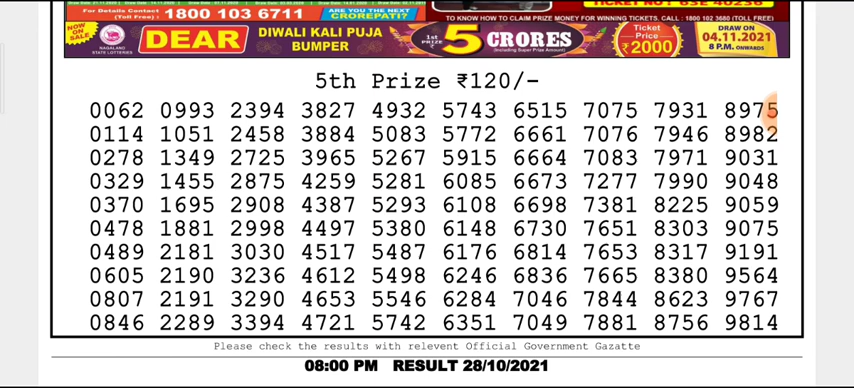 For Details Contact (Toll Free) : 1800 103 6711
ARE YOU THE NEXT CROREPATI?
TICKET NO.
TO KNOW HOW TO CLAIM PRIZE MONEY FOR WINNING TICKETS, CALL : 1800 102 3680 (TOLL FREE)
NOW ON SALE
NAGALAND STATE LOTTERIES
DEAR
DIWALI KALI PUJA
BUMPER
1st PRIZE ₹ 5 CRORES
(Including Super Prize Amount)
Ticket Price ₹2000
DRAW ON
04.11.2021
8 P.M. ONWARDS
5th Prize ₹120/-
0062 0993 2394 3827 4932 5743 6515 7075 7931 8975
0114 1051 2458 3884 5083 5772 6661 7076 7946 8982
0278 1349 2725 3965 5267 5915 6664 7083 7971 9031
0329 1455 2875 4259 5281 6085 6673 7277 7990 9048
0370 1695 2908 4387 5293 6108 6698 7381 8225 9059
0478 1881 2998 4497 5380 6148 6730 7651 8303 9075
0489 2181 3030 4517 5487 6176 6814 7653 8317 9191
0605 2190 3236 4612 5498 6246 6836 7665 8380 9564
0807 2191 3290 4653 5546 6284 7046 7844 8623 9767
0846 2289 3394 4721 5742 6351 7049 7881 8756 9814
Please check the results with relevent Official Government Gazatte
08:00 PM RESULT 28/10/2021